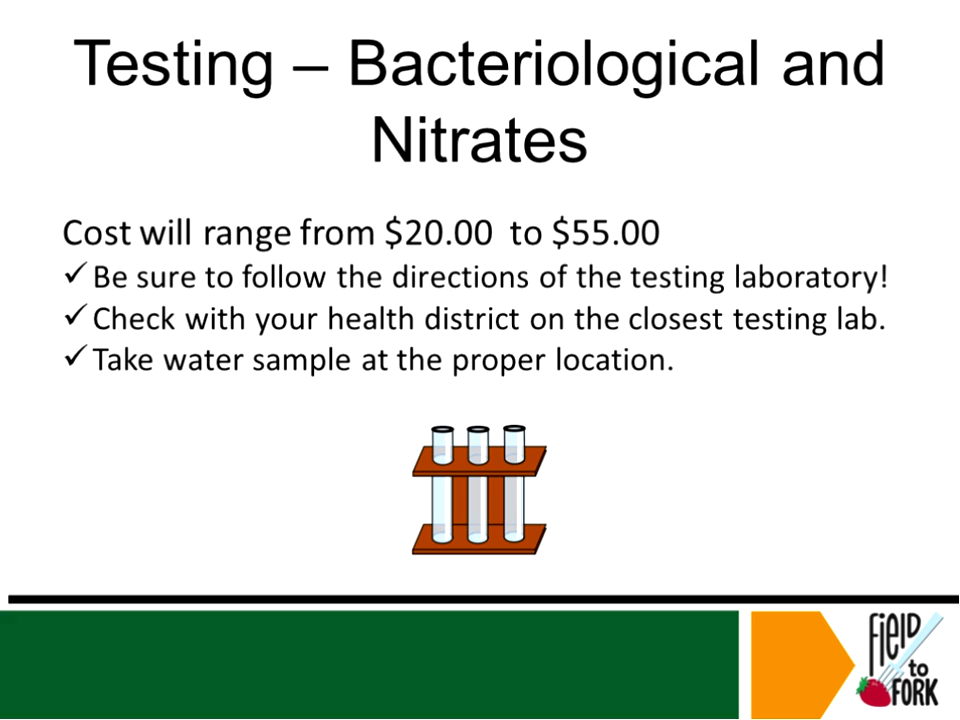 Testing – Bacteriological and
Nitrates
Cost will range from $20.00  to $55.00
✓Be sure to follow the directions of the testing laboratory!
✓Check with your health district on the closest testing lab.
✓Take water sample at the proper location.
FIELD
to
FORK